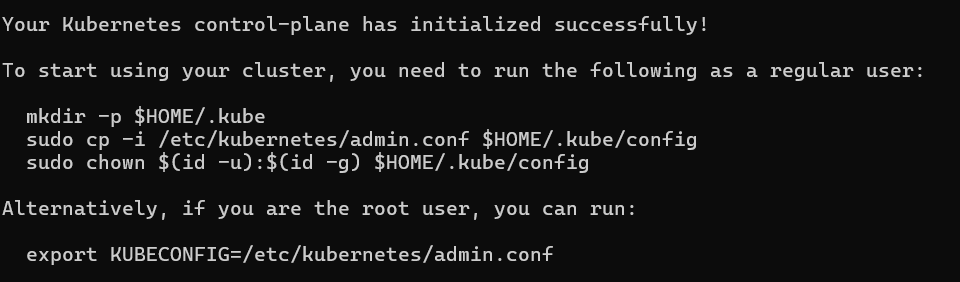 Your Kubernetes control-plane has initialized successfully!
To start using your cluster, you need to run the following as a regular user:
mkdir -p $HOME/.kube
sudo cp -i /etc/kubernetes/admin.conf $HOME/.kube/config
sudo chown $(id -u):$(id -g) $HOME/.kube/config
Alternatively, if you are the root user, you can run:
export KUBECONFIG=/etc/kubernetes/admin.conf